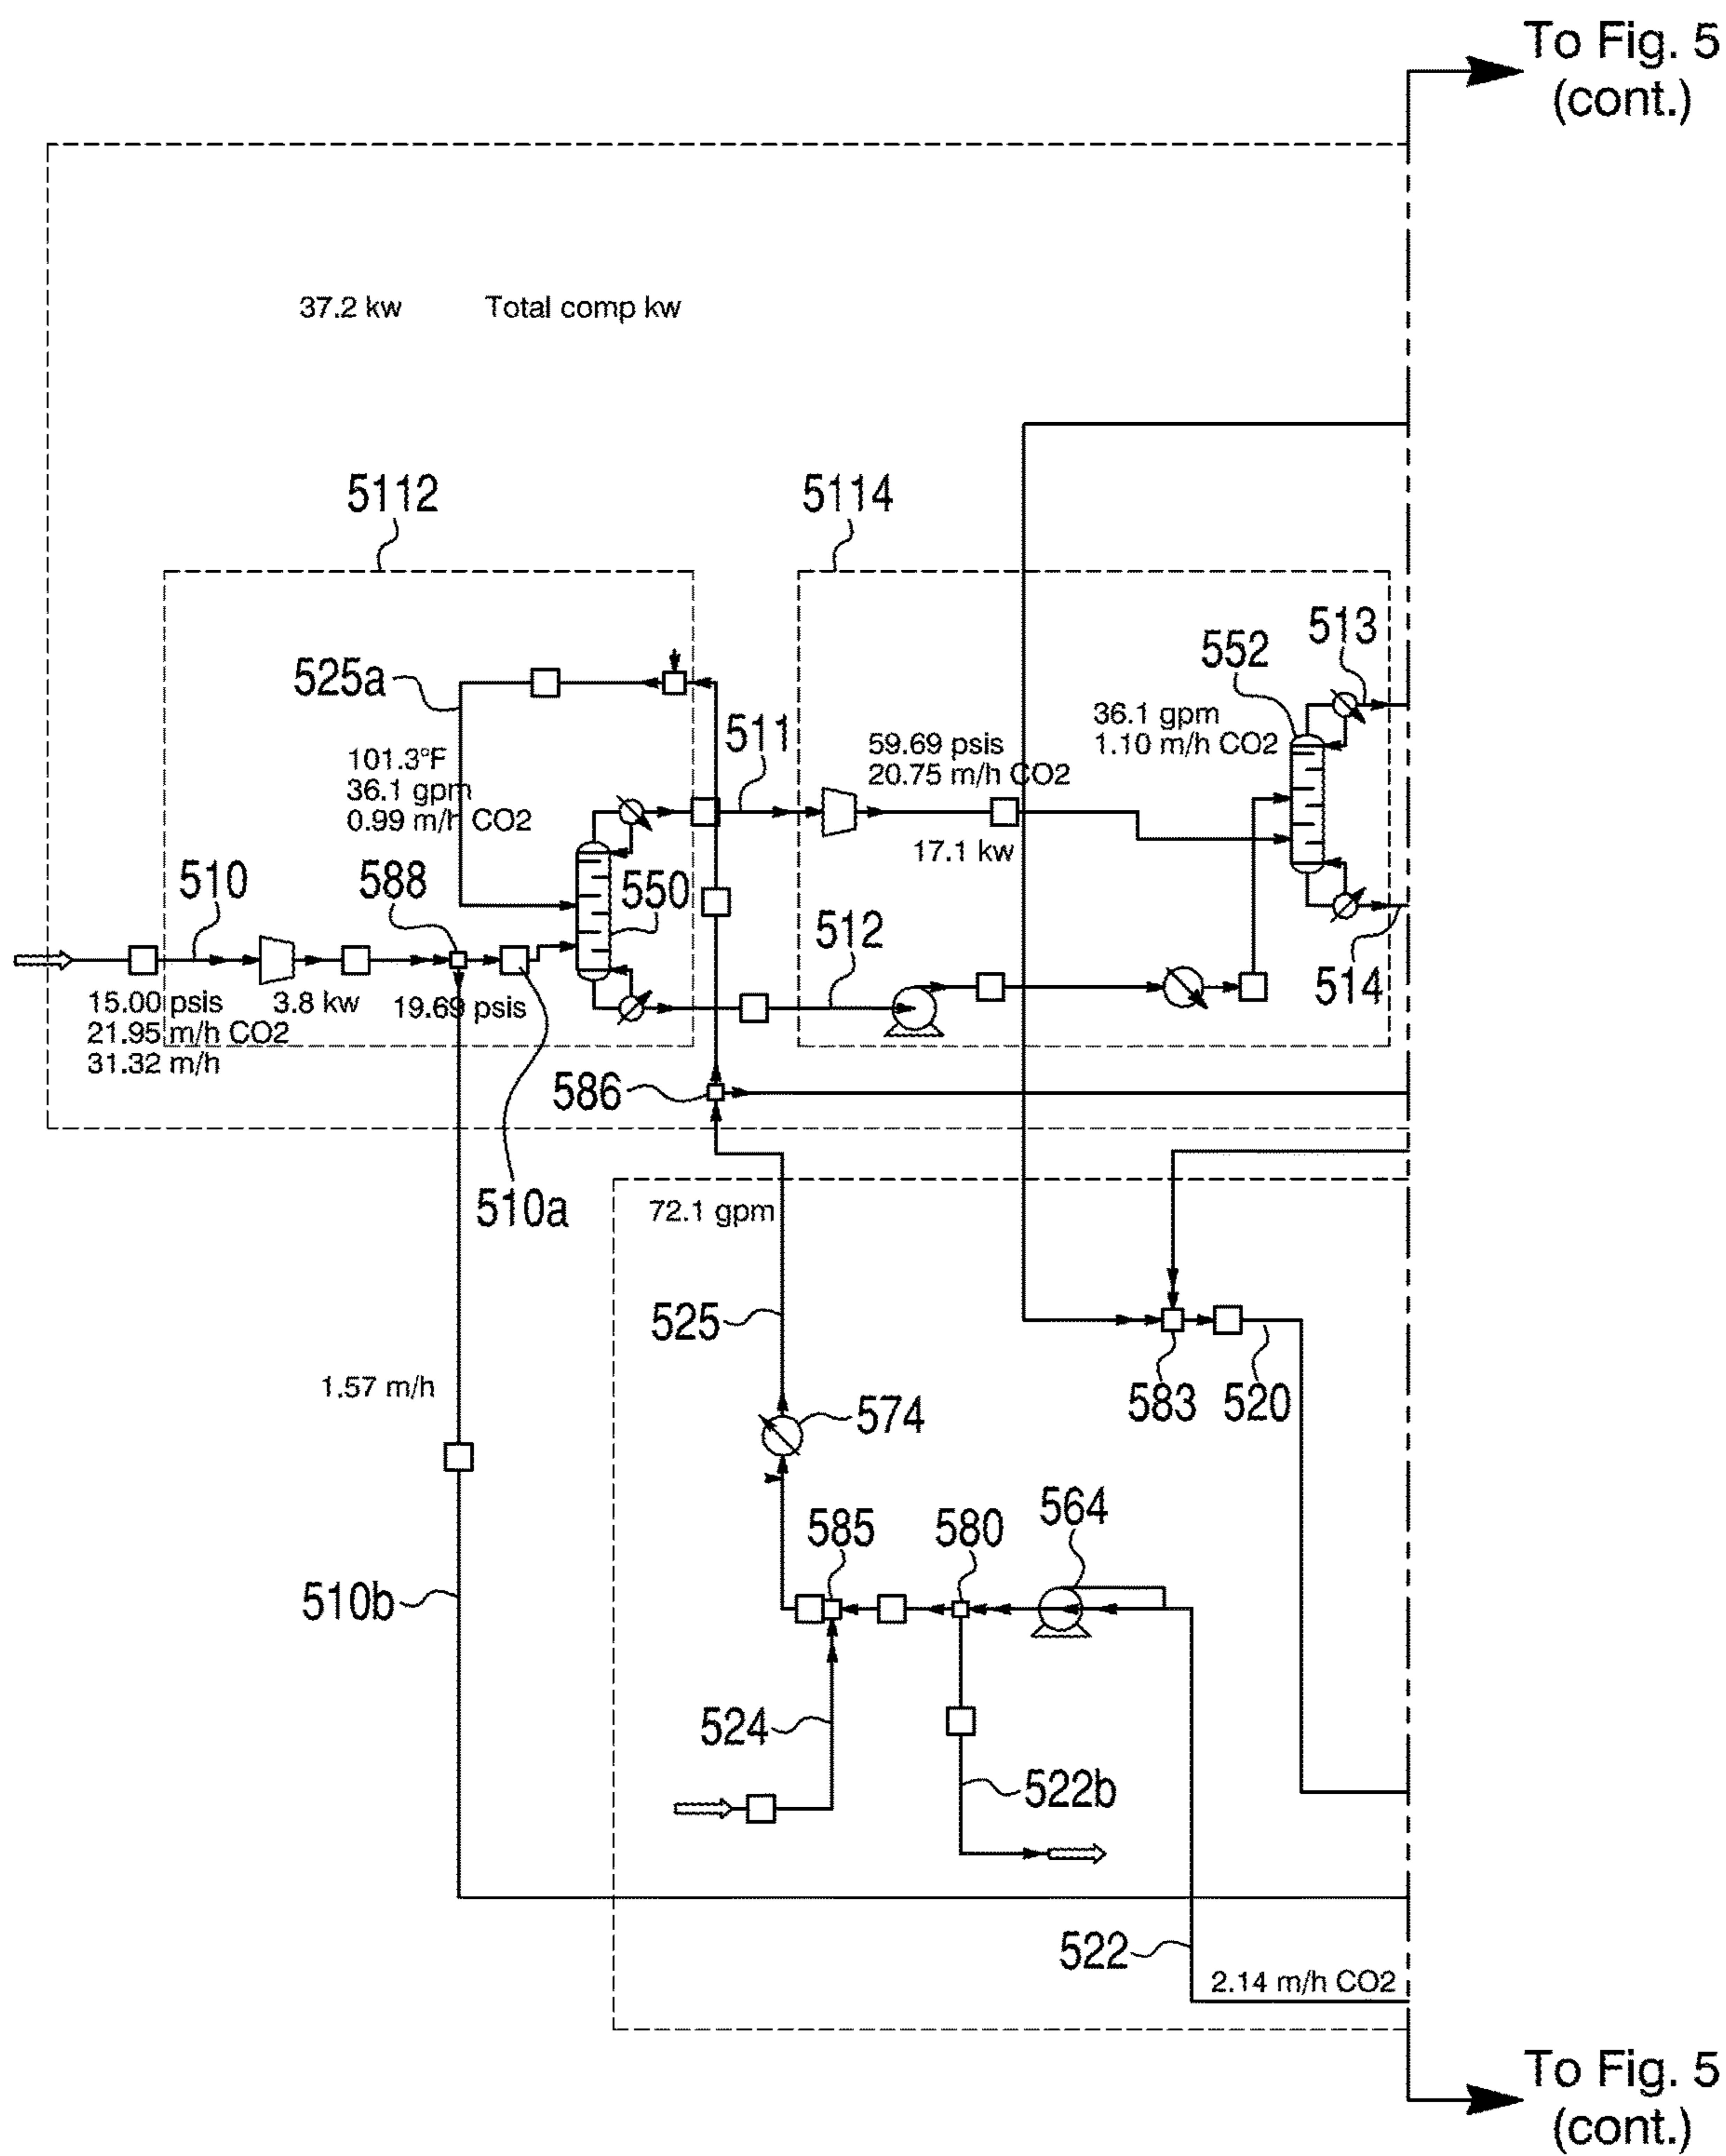 To Fig. 5
(cont.)
37.2 kw Total comp kw
5112
5114
525a
552
513
511
101.3°F
36.1 gpm
0.99 m/h CO2
59.69 psis
20.75 m/h CO2
36.1 gpm
1.10 m/h CO2
17.1 kw
510
588
550
512
514
15.00 psis
21.95 m/h CO2
31.32 m/h
3.8 kw
19.69 psis
586
510a
72.1 gpm
525
583
520
1.57 m/h
574
585
580
564
510b
524
522b
522
2.14 m/h CO2
To Fig. 5
(cont.)